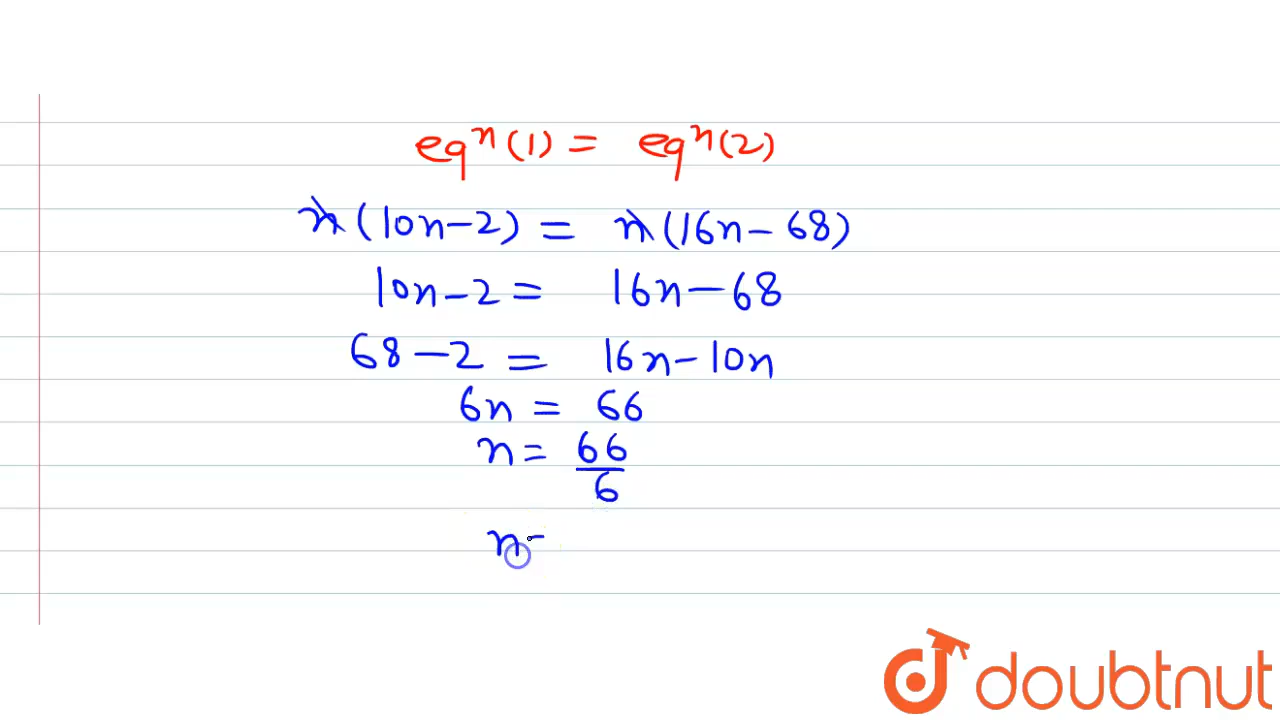 eqⁿ(1) = eqⁿ(2)
n(10n-2) = n(16n-68)
10n-2 = 16n-68
68-2 = 16n-10n
6n = 66
n = 66/6
n=
doubtnut